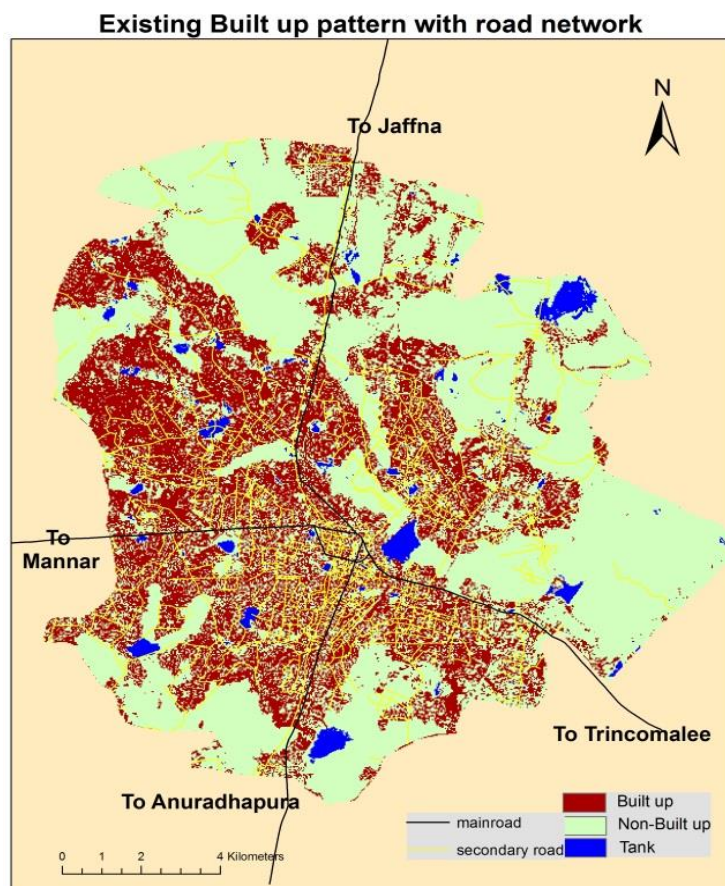 Existing Built up pattern with road network
N
To Jaffna
To
Mannar
To Trincomalee
To Anuradhapura
mainroad
secondary road
Built up
Non-Built up
Tank
0 1 2 4 Kilometers